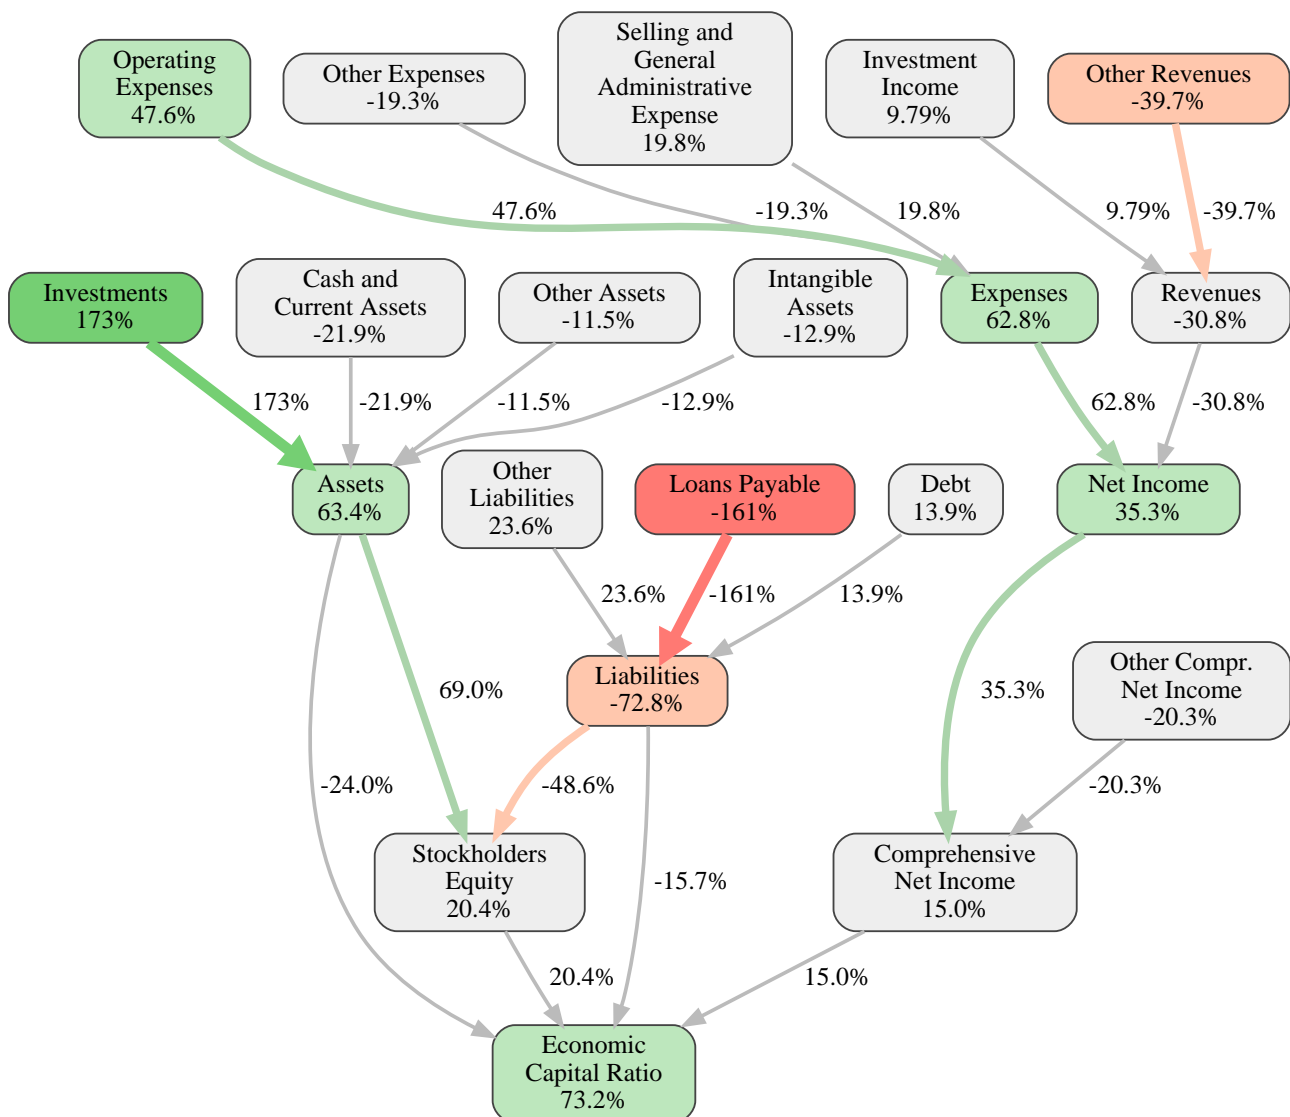 Operating
Expenses
47.6%
Other Expenses
-19.3%
Selling and
General
Administrative
Expense
19.8%
Investment
Income
9.79%
Other Revenues
-39.7%
47.6%
-19.3%
19.8%
9.79%
-39.7%
Investments
173%
Cash and
Current Assets
-21.9%
Other Assets
-11.5%
Intangible
Assets
-12.9%
Expenses
62.8%
Revenues
-30.8%
173%
-21.9%
-11.5%
-12.9%
62.8%
-30.8%
Assets
63.4%
Other
Liabilities
23.6%
Loans Payable
-161%
Debt
13.9%
Net Income
35.3%
23.6%
-161%
13.9%
69.0%
Liabilities
-72.8%
35.3%
Other Compr.
Net Income
-20.3%
-24.0%
-48.6%
-20.3%
Stockholders
Equity
20.4%
-15.7%
Comprehensive
Net Income
15.0%
20.4%
15.0%
Economic
Capital Ratio
73.2%